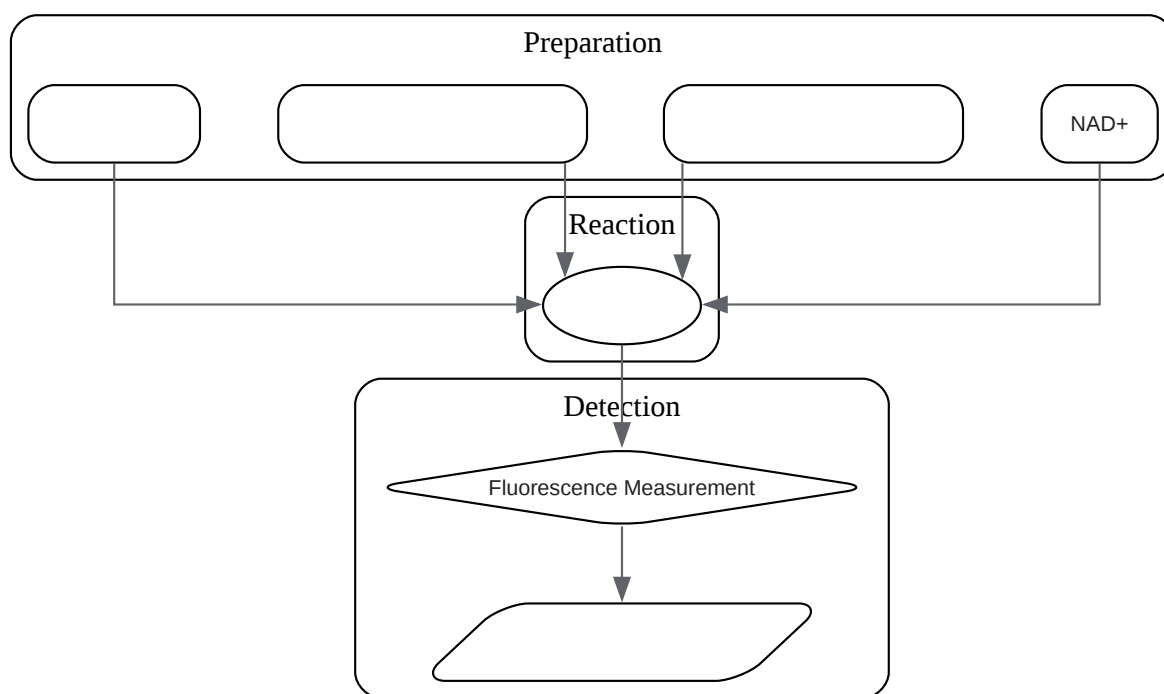 Preparation
NAD+
Reaction
Detection
Fluorescence Measurement